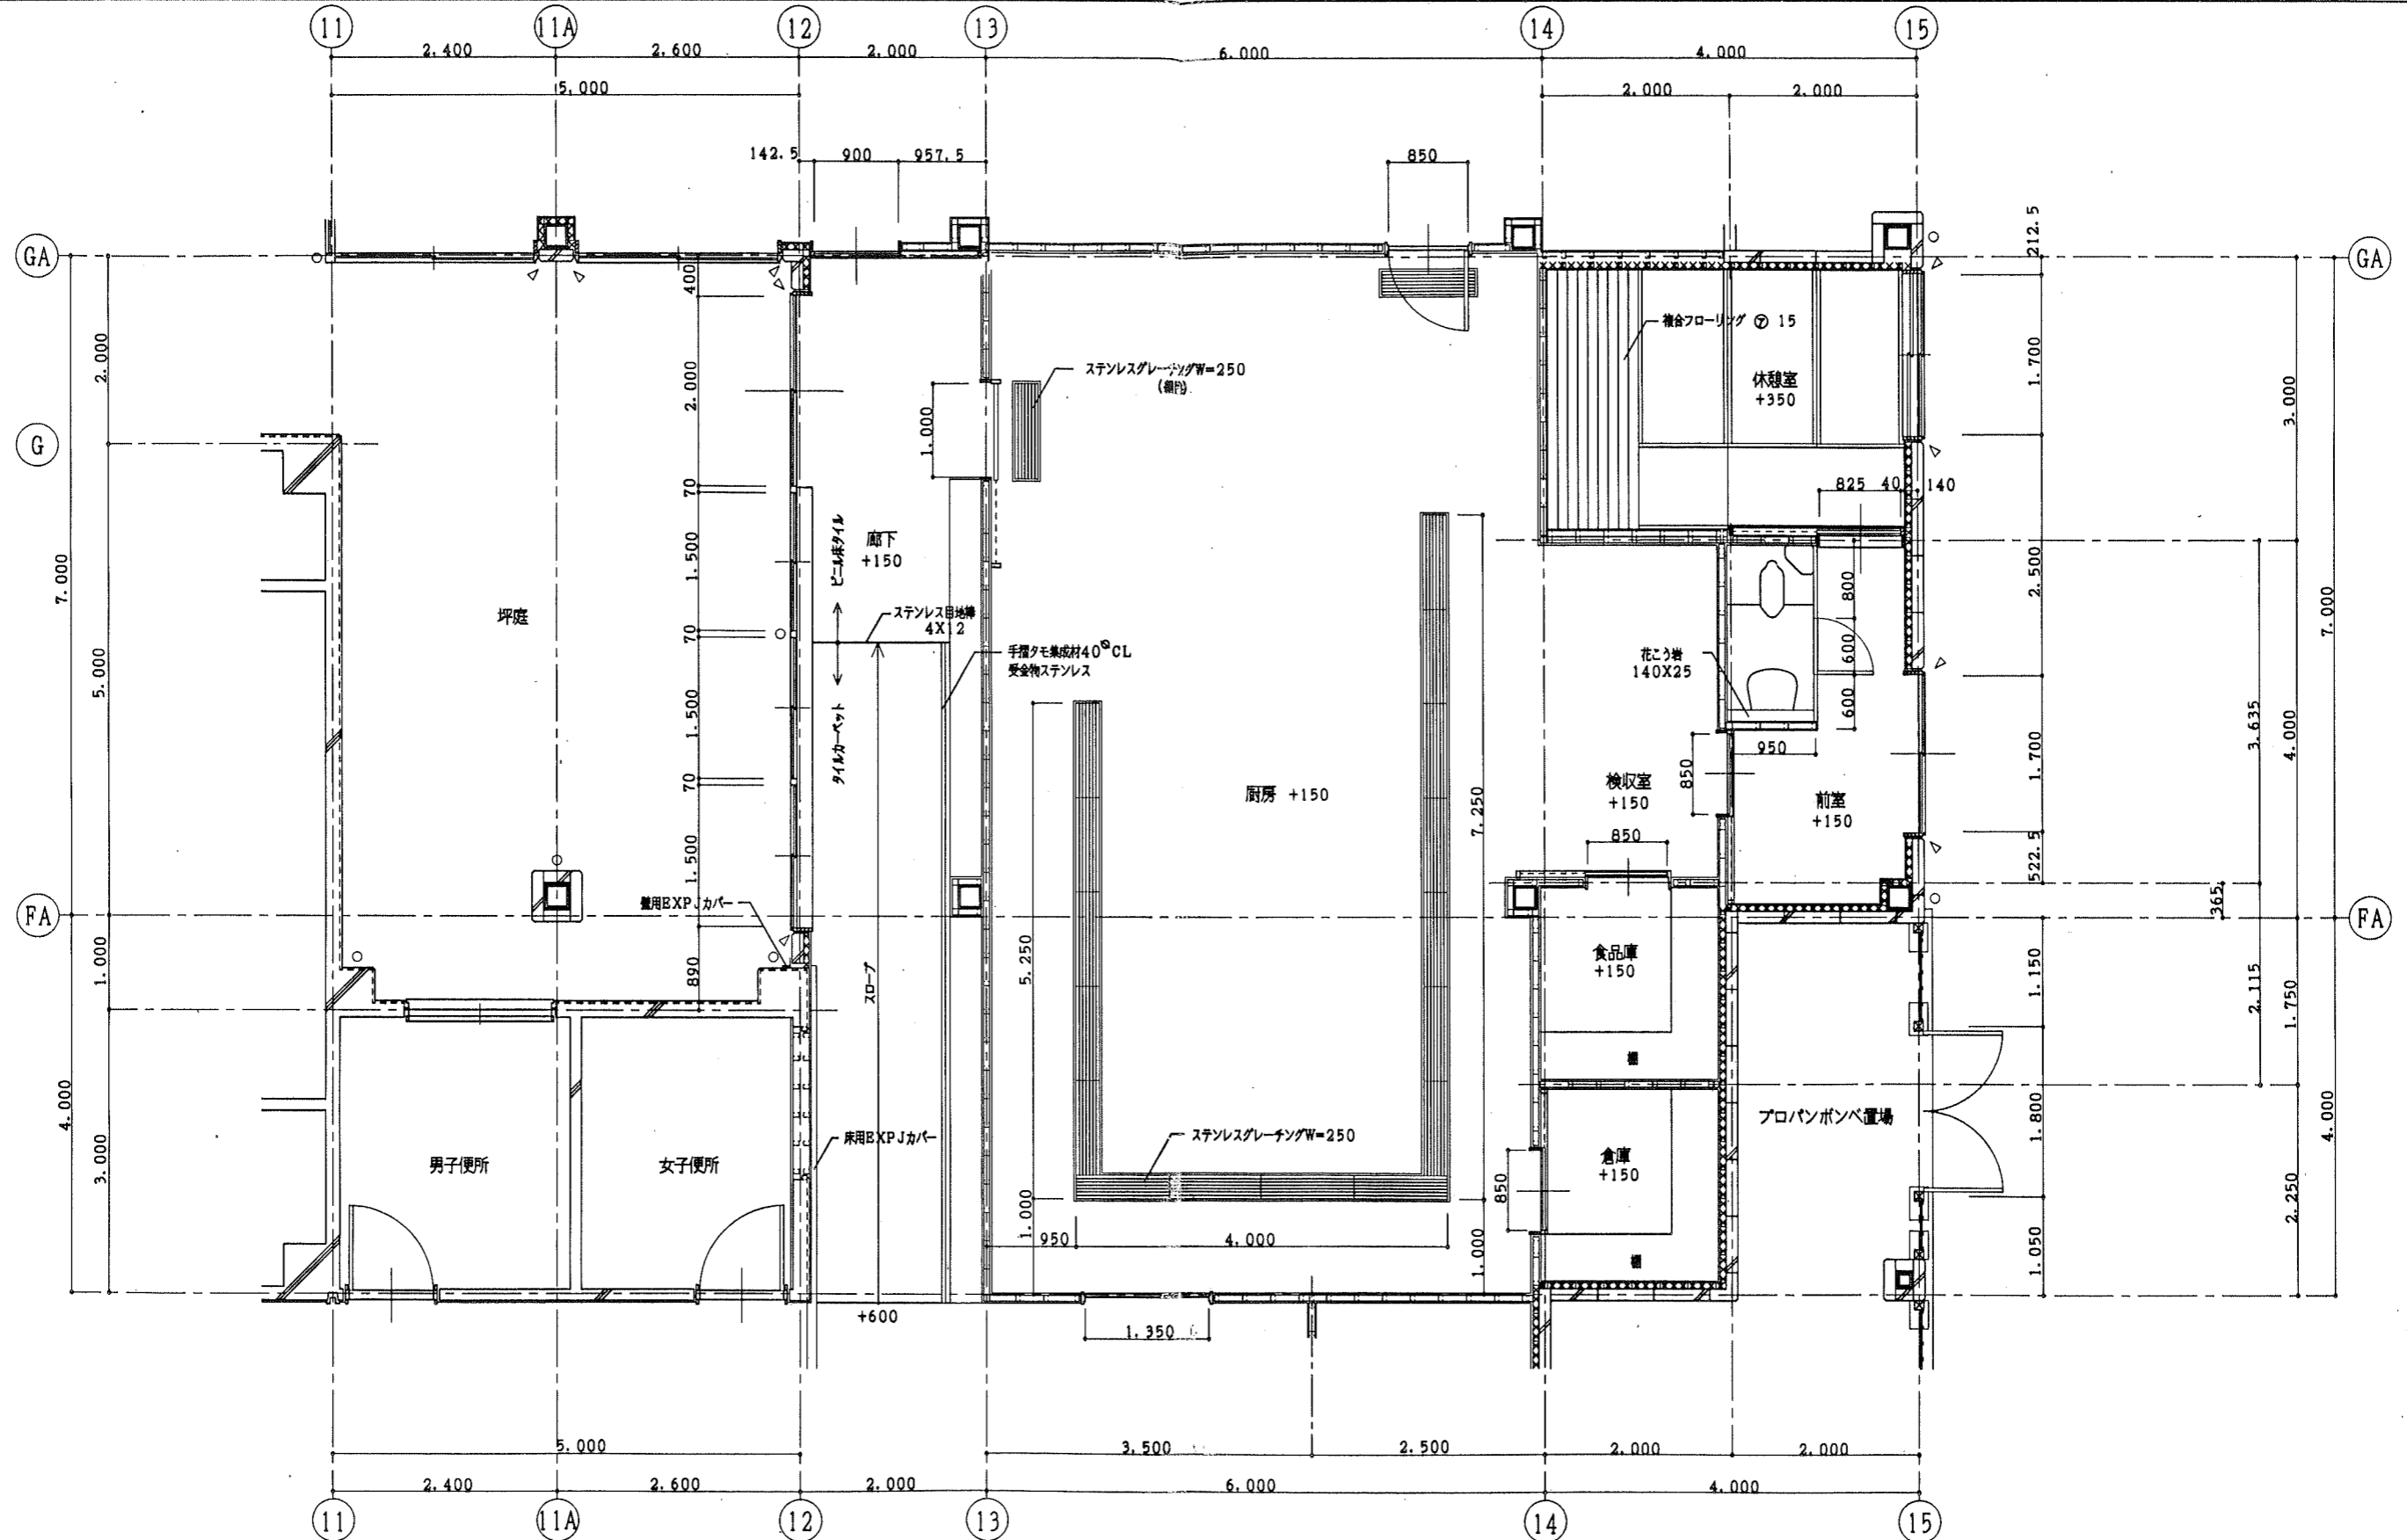 11
11A
12
13
14
15
2.400
2.600
2.000
6.000
4.000
5,000
2.000
2.000
142.5
900
957.5
850
GA
GA
212.5
400
2.000
複合フローリング ㋐ 15
ステンレスグレーチングW=250
休憩室
+350
1.700
3.000
2.000
1.000
G
825
40
140
70
ビニル床タイル
廊下
+150
1.500
7.000
坪庭
ステンレス目地棒
4X12
70
手摺タモ集成材40φCL
受金物ステンレス
花こう岩
140X25
800
600
600
2.500
7.000
5.000
1.500
タイルカーペット
950
3.635
4.000
70
厨房 +150
7.250
検収室
+150
850
前室
+150
1.700
850
1.500
522.5
365
壁用EXPJカバー
FA
FA
1.000
890
スロープ
5.250
食品庫
+150
1.150
2.115
1.750
棚
4.000
3.000
男子便所
女子便所
床用EXPJカバー
ステンレスグレーチングW=250
850
倉庫
+150
プロパンボンベ置場
1.800
4.000
2.250
1.000
950
4.000
1.000
棚
1.050
+600
1.350
5.000
3.500
2.500
2.000
2.000
2.400
2.600
2.000
6.000
4.000
11
11A
12
13
14
15